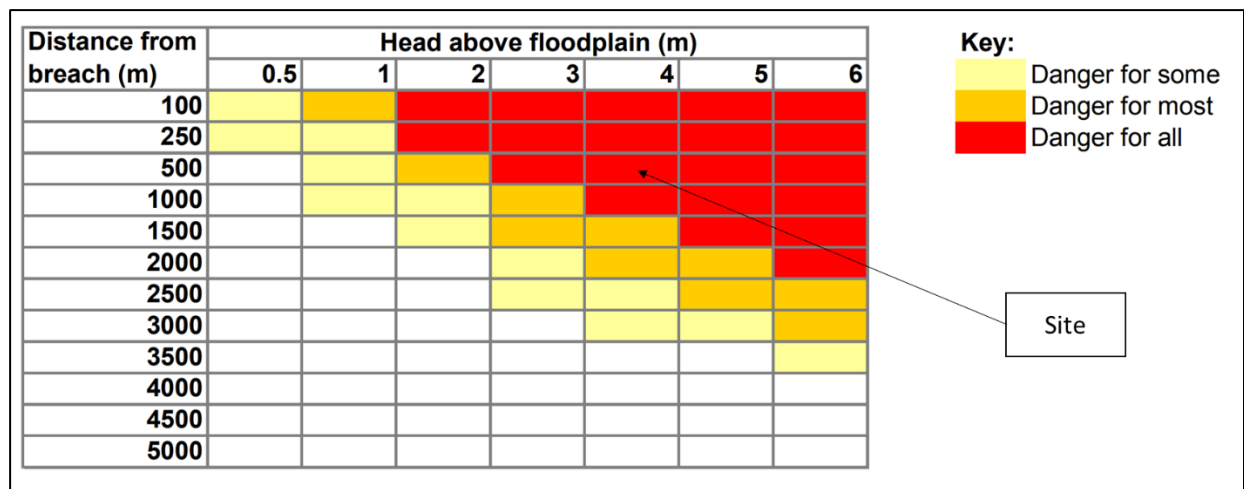 Distance from breach (m) Head above floodplain (m) Key:
0.5 1 2 3 4 5 6 Danger for some
100 Danger for most
250 Danger for all
500
1000
1500
2000
2500
3000 Site
3500
4000
4500
5000